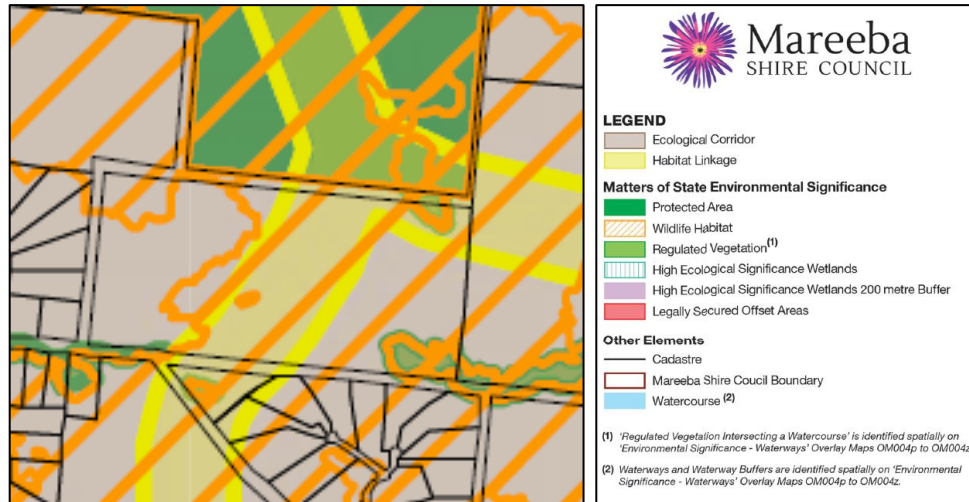 Mareeba
SHIRE COUNCIL
LEGEND
Ecological Corridor
Habitat Linkage
Matters of State Environmental Significance
Protected Area
Wildlife Habitat
Regulated Vegetation(1)
High Ecological Significance Wetlands
High Ecological Significance Wetlands 200 metre Buffer
Legally Secured Offset Areas
Other Elements
Cadastre
Mareeba Shire Coucil Boundary
Watercourse (2)
(1) 'Regulated Vegetation Intersecting a Watercourse' is identified spatially on
'Environmental Significance - Waterways' Overlay Maps OM004p to OM004z
(2) Waterways and Waterway Buffers are identified spatially on 'Environmental
Significance - Waterways' Overlay Maps OM004p to OM004z.